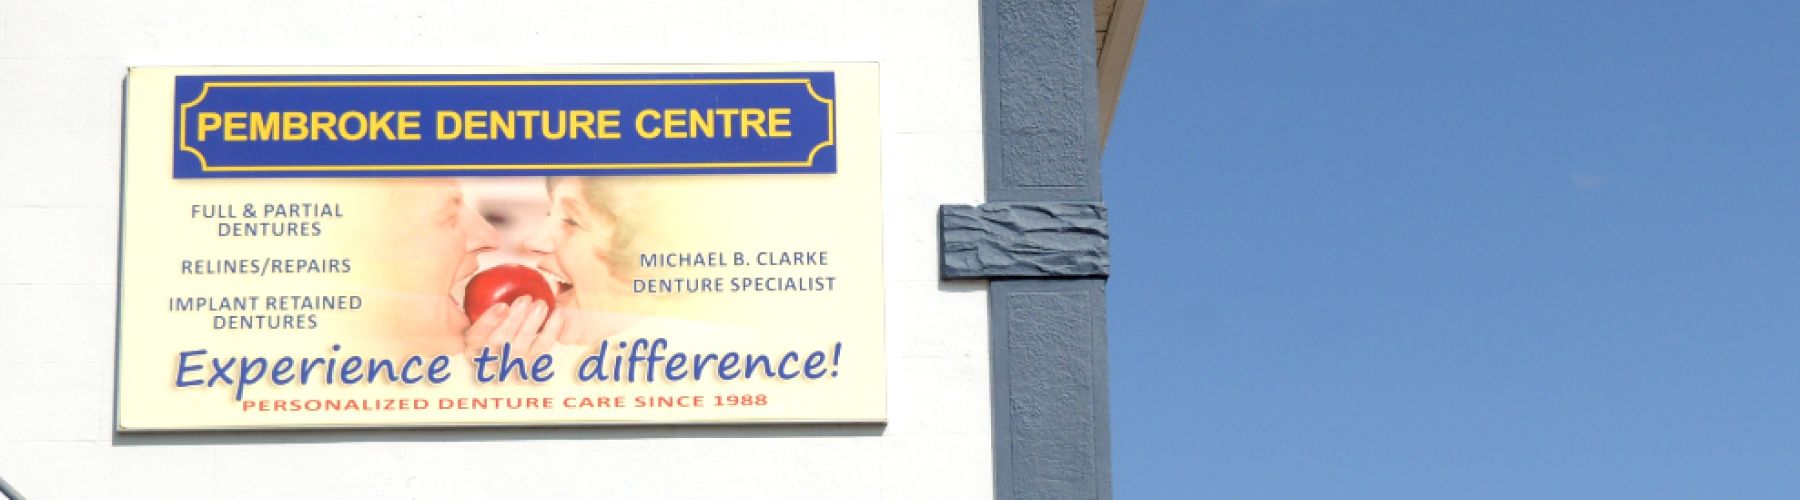 PEMBROKE DENTURE CENTRE
FULL & PARTIAL
DENTURES
RELINES/REPAIRS
IMPLANT RETAINED
DENTURES
MICHAEL B. CLARKE
DENTURE SPECIALIST
Experience the difference!
PERSONALIZED DENTURE CARE SINCE 1988